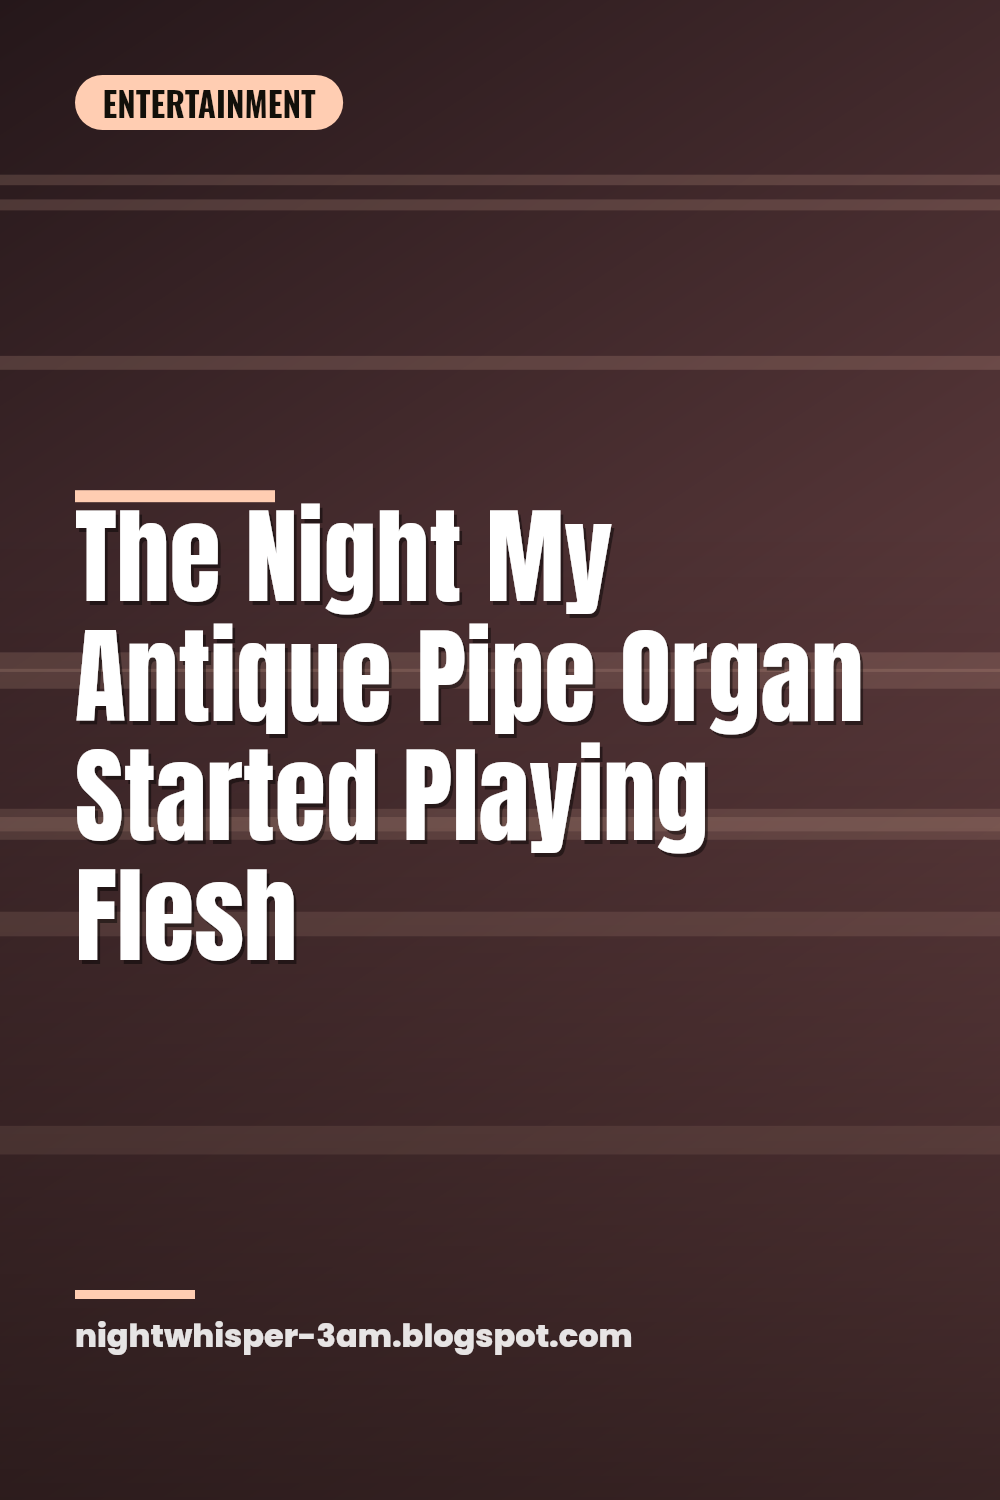 ENTERTAINMENT
The Night My
Antique Pipe Organ
Started Playing
Flesh
nightwhisper-3am.blogspot.com